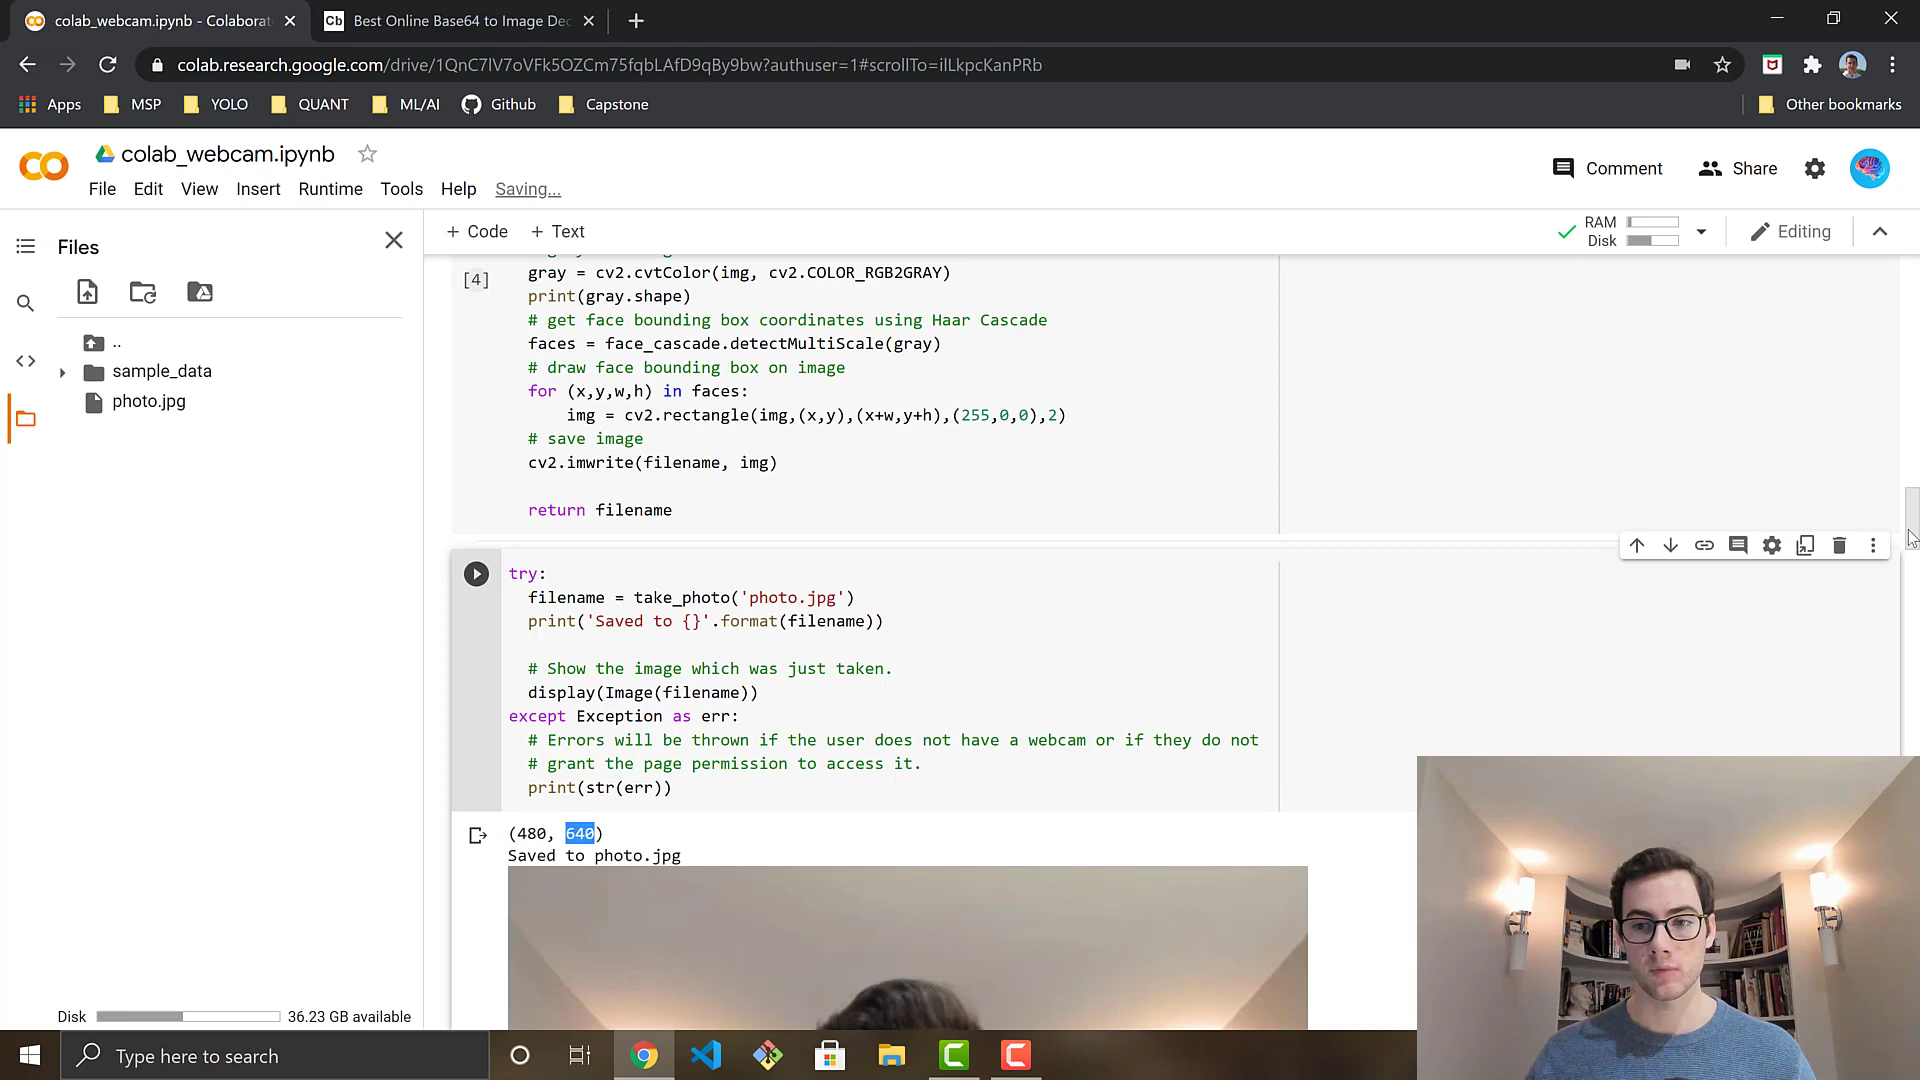 colab_webcam.ipynb - Colaborat
Cb Best Online Base64 to Image Dec
colab.research.google.com/drive/1QnC7lV7oVFk5OZCm75fqbLAfD9qBy9bw?authuser=1#scrollTo=ilLkpcKanPRb
Apps MSP YOLO QUANT ML/AI Github Capstone Other bookmarks
colab_webcam.ipynb
Comment Share
File Edit View Insert Runtime Tools Help Saving...
Files
+ Code + Text
RAM
Disk
Editing
..
sample_data
photo.jpg
[4]
gray = cv2.cvtColor(img, cv2.COLOR_RGB2GRAY)
print(gray.shape)
# get face bounding box coordinates using Haar Cascade
faces = face_cascade.detectMultiScale(gray)
# draw face bounding box on image
for (x,y,w,h) in faces:
img = cv2.rectangle(img,(x,y),(x+w,y+h),(255,0,0),2)
# save image
cv2.imwrite(filename, img)
return filename
try:
filename = take_photo('photo.jpg')
print('Saved to {}'.format(filename))
# Show the image which was just taken.
display(Image(filename))
except Exception as err:
# Errors will be thrown if the user does not have a webcam or if they do not
# grant the page permission to access it.
print(str(err))
(480, 640)
Saved to photo.jpg
Disk 36.23 GB available
Type here to search